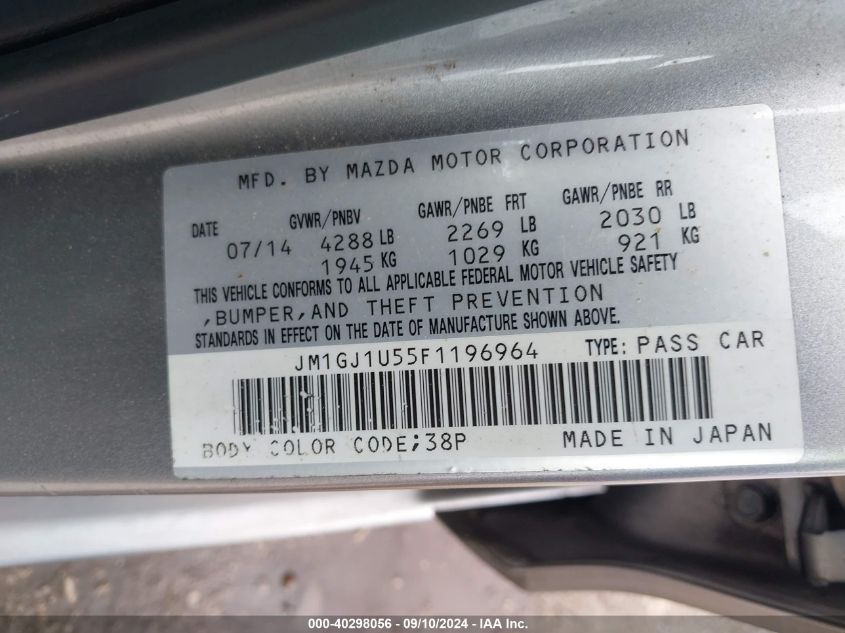 MFD. BY MAZDA MOTOR CORPORATION
DATE GVWR/PNBV GAWR/PNBE FRT GAWR/PNBE RR
07/14 4288 LB 2269 LB 2030 LB
1945 KG 1029 KG 921 KG
THIS VEHICLE CONFORMS TO ALL APPLICABLE FEDERAL MOTOR VEHICLE SAFETY
,BUMPER,AND THEFT PREVENTION
STANDARDS IN EFFECT ON THE DATE OF MANUFACTURE SHOWN ABOVE.
JM1GJ1U55F1196964 TYPE: PASS CAR
BODY COLOR CODE;38P MADE IN JAPAN
000-40298056 - 09/10/2024 - IAA Inc.